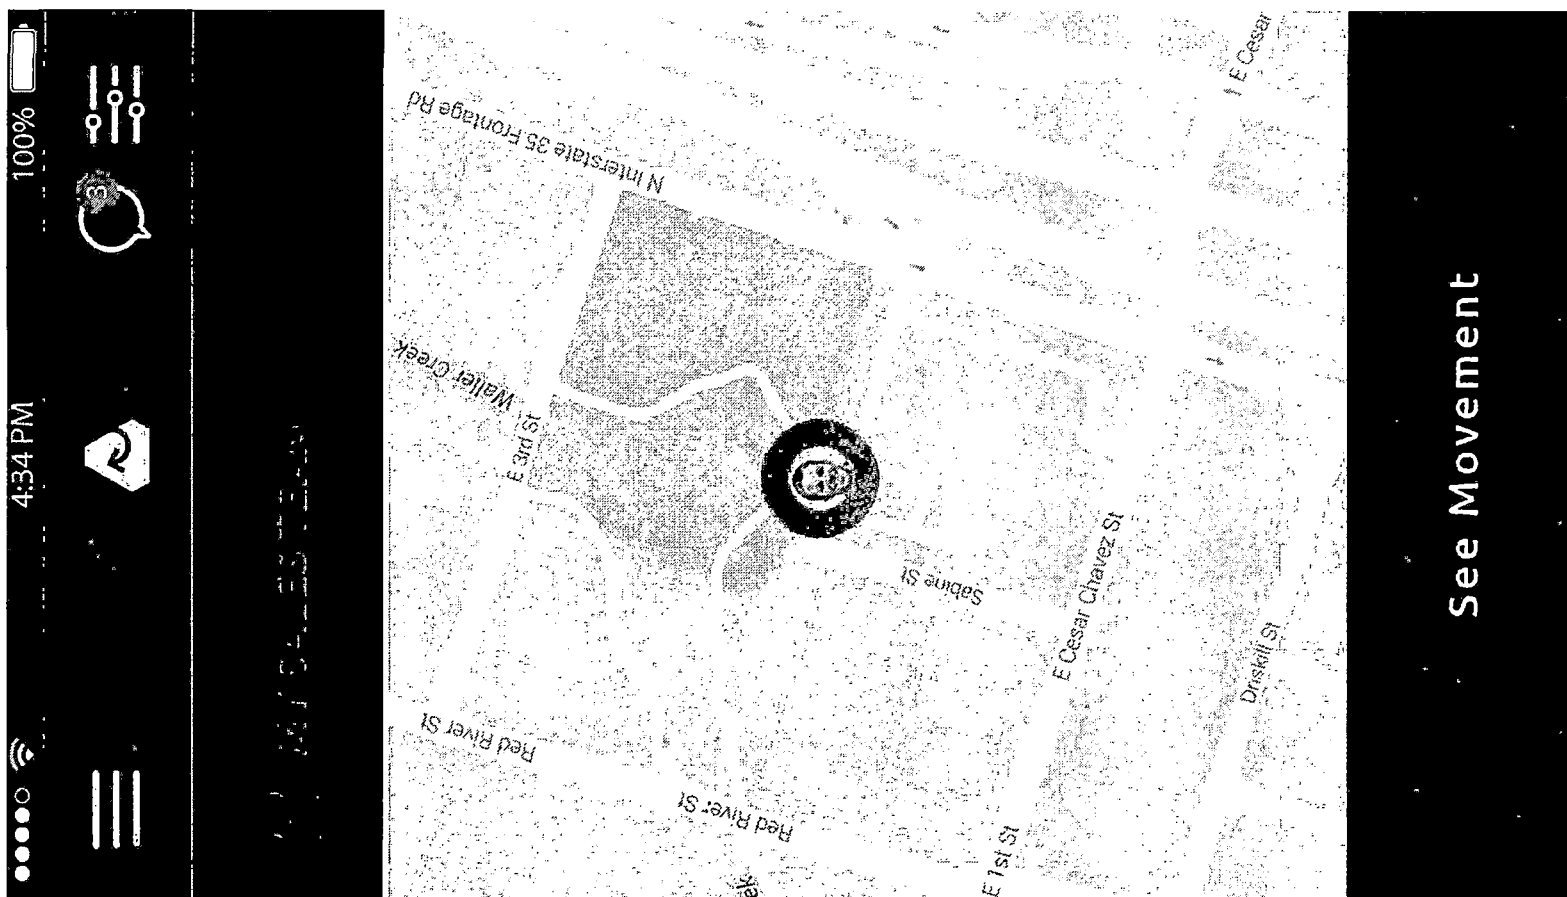 4:34 PM
100%
3
N Interstate 35 Frontage Rd
E Cesar
Waller Creek
E 3rd St
Sabine St
E Cesar Chavez St
Driskill St
Red River St
Red River St
E 1st St
See Movement